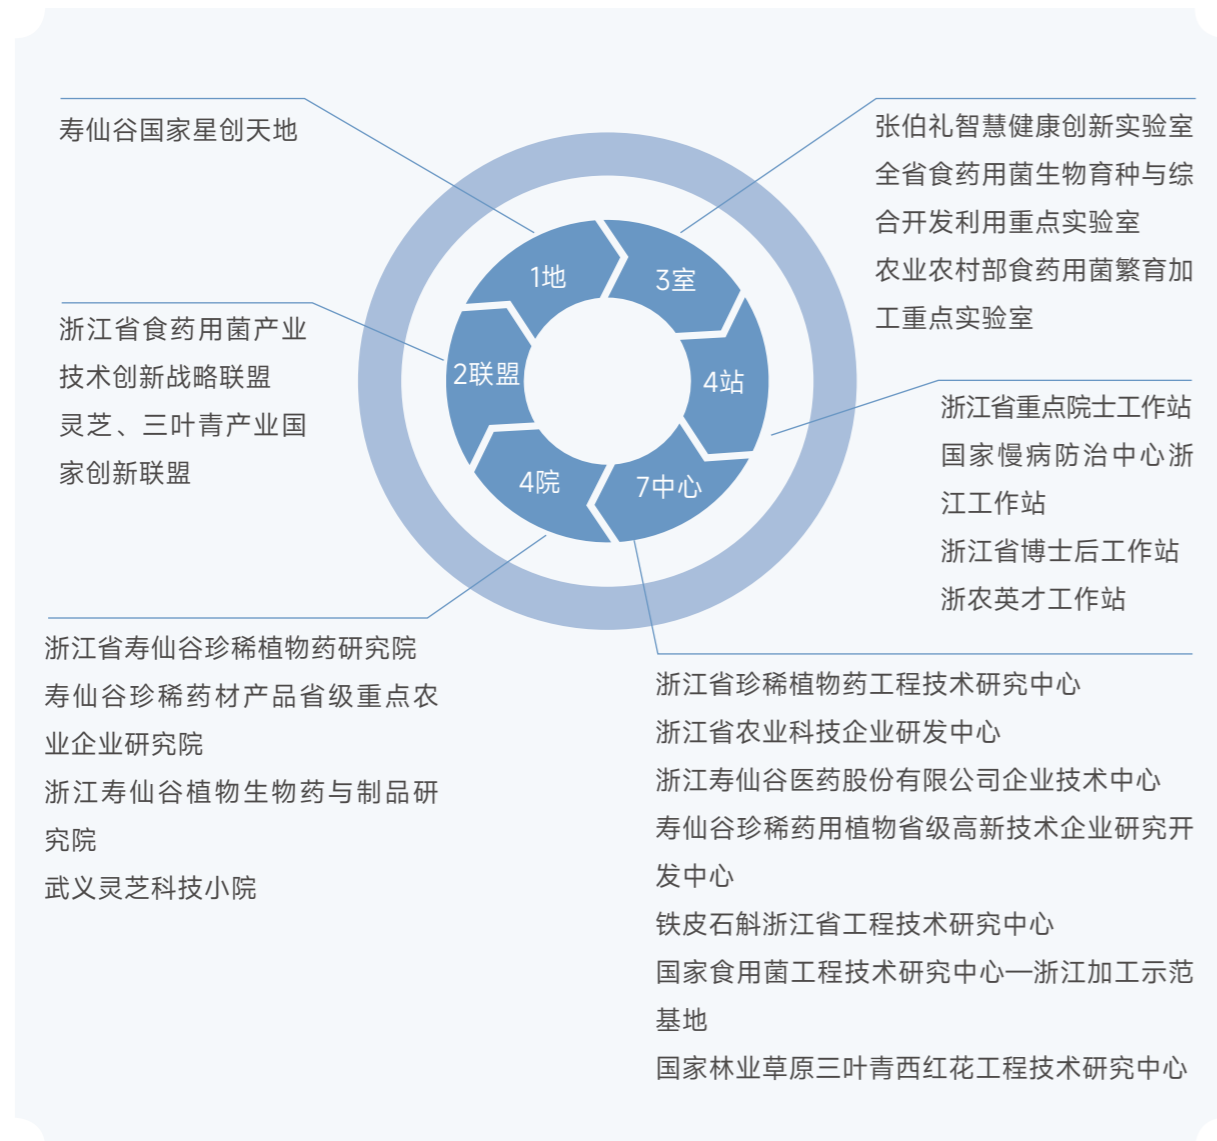 寿仙谷国家星创天地
张伯礼智慧健康创新实验室
全省食药用菌生物育种与综
合开发利用重点实验室
农业农村部食药用菌繁育加
工重点实验室
1地
3室
浙江省食药用菌产业
技术创新战略联盟
灵芝、三叶青产业国
家创新联盟
2联盟
4站
浙江省重点院士工作站
国家慢病防治中心浙
江工作站
浙江省博士后工作站
浙农英才工作站
4院
7中心
浙江省寿仙谷珍稀植物药研究院
寿仙谷珍稀药材产品省级重点农
业企业研究院
浙江寿仙谷植物生物药与制品研
究院
武义灵芝科技小院
浙江省珍稀植物药工程技术研究中心
浙江省农业科技企业研发中心
浙江寿仙谷医药股份有限公司企业技术中心
寿仙谷珍稀药用植物省级高新技术企业研究开
发中心
铁皮石斛浙江省工程技术研究中心
国家食用菌工程技术研究中心—浙江加工示范
基地
国家林业草原三叶青西红花工程技术研究中心